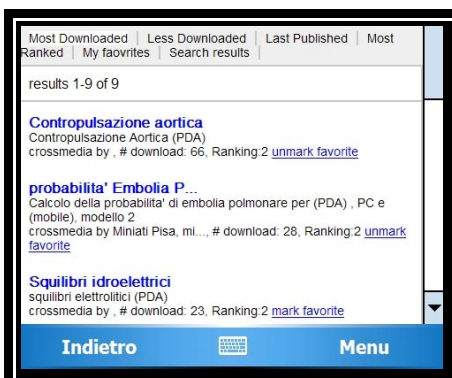 Most Downloaded | Less Downloaded | Last Published | Most
Ranked | My faovrites | Search results |
results 1-9 of 9
Contropulsazione aortica
Contropulsazione Aortica (PDA)
crossmedia by , # download: 66, Ranking:2 unmark favorite
probabilita' Embolia P...
Calcolo della probabilita' di embolia polmonare per (PDA) , PC e
(mobile), modello 2
crossmedia by Miniati Pisa, mi..., # download: 28, Ranking:2 unmark
favorite
Squilibri idroelettrici
squilibri elettrolitici (PDA)
crossmedia by , # download: 23, Ranking:2 mark favorite
Indietro Menu